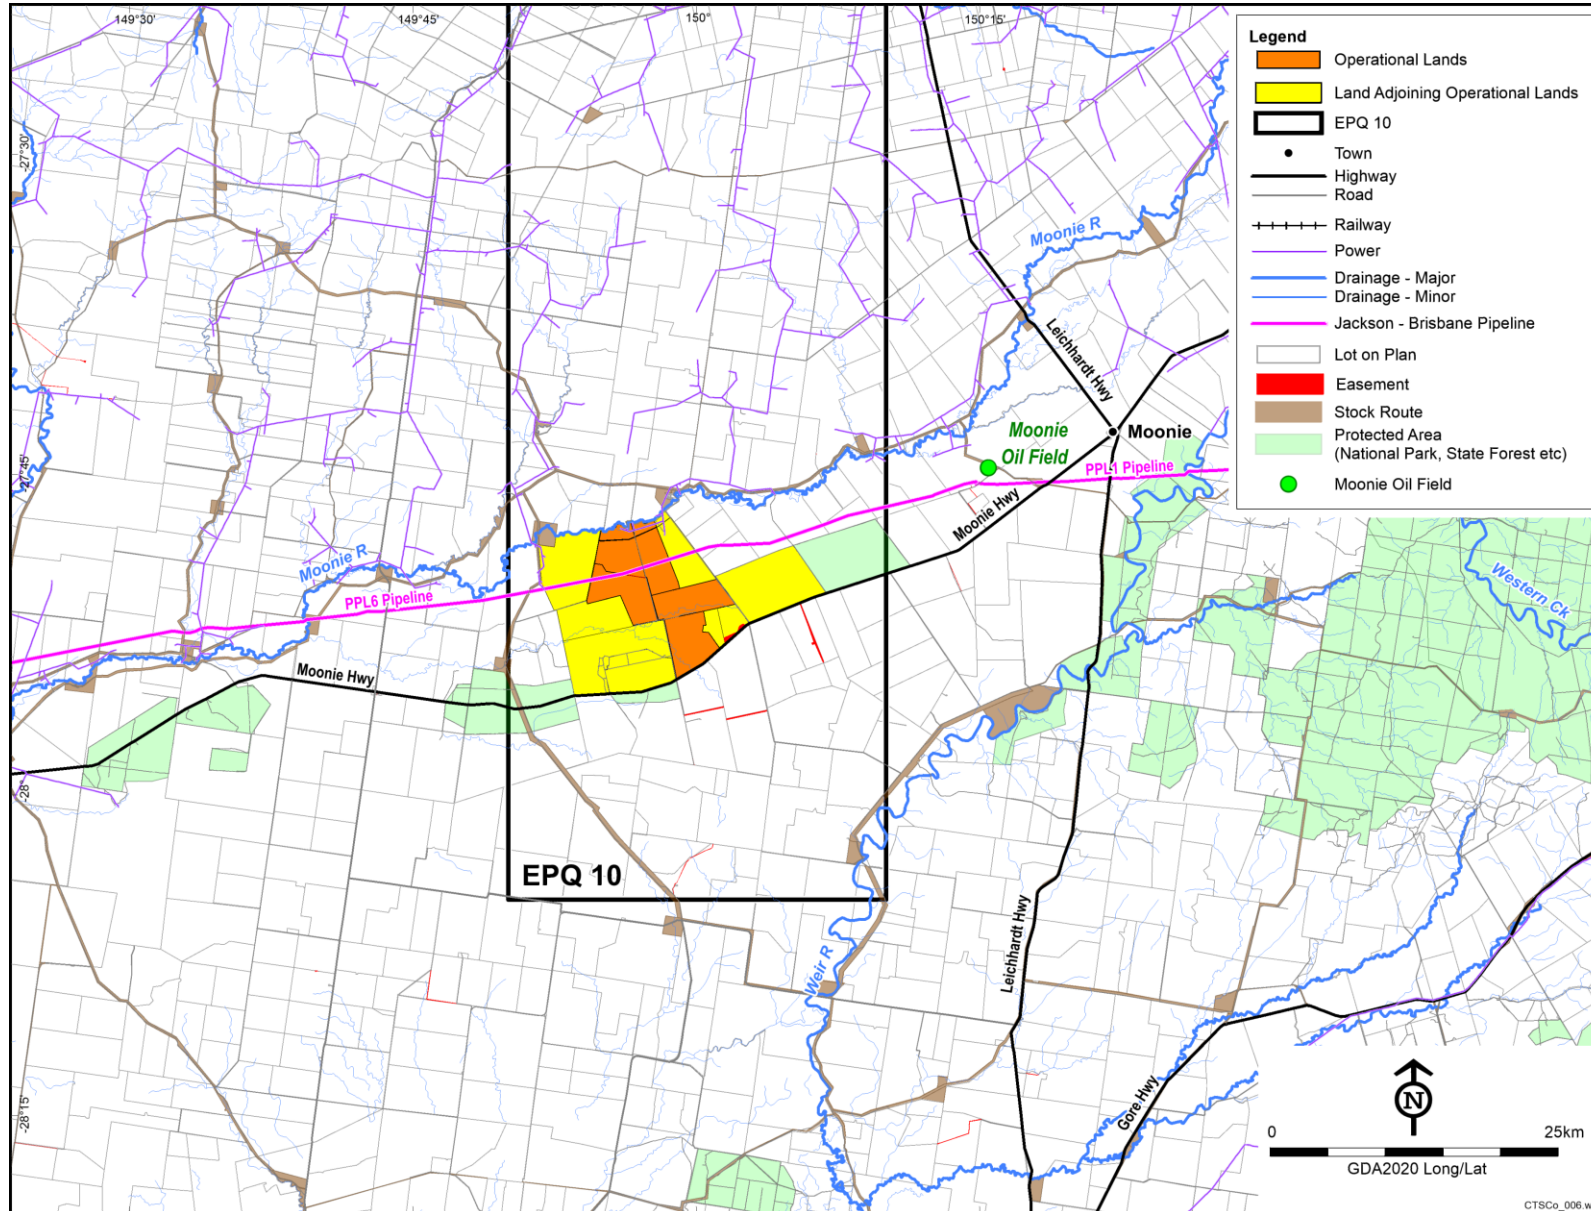 149°30'
149°45'
150°
150°15'
-27°30'
-27°45'
-28°
-28°15'
Legend
Operational Lands
Land Adjoining Operational Lands
EPQ 10
Town
Highway
Road
Railway
Power
Drainage - Major
Drainage - Minor
Jackson - Brisbane Pipeline
Lot on Plan
Easement
Stock Route
Protected Area
(National Park, State Forest etc)
Moonie Oil Field
Moonie R
Leichhardt Hwy
Moonie
Moonie
Oil Field
PPL1 Pipeline
Moonie Hwy
Western Ck
Moonie R
PPL6 Pipeline
Moonie Hwy
EPQ 10
Weir R
Leichhardt Hwy
Gore Hwy
N
0
25km
GDA2020 Long/Lat